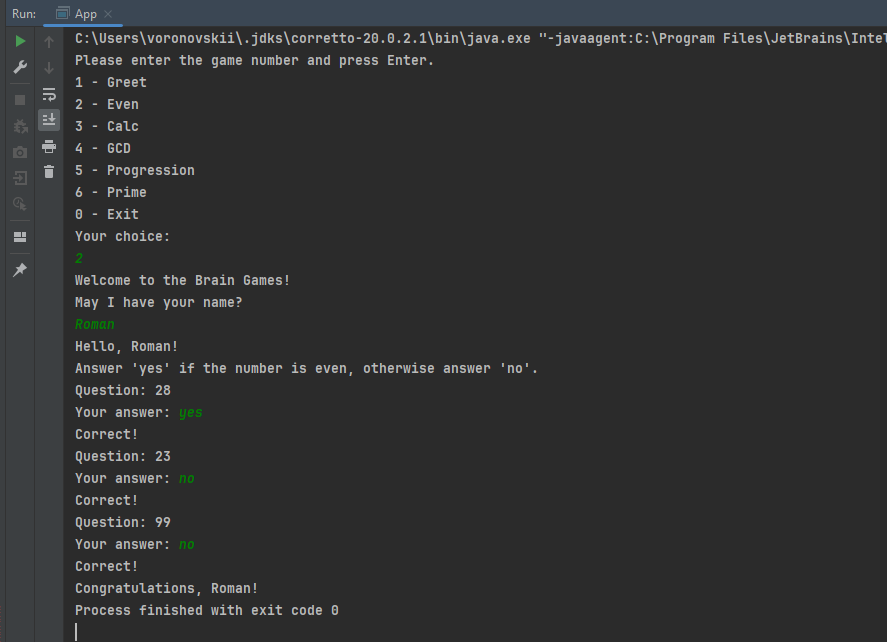 Run: App
C:\Users\voronovskii\.jdks\corretto-20.0.2.1\bin\java.exe "-javaagent:C:\Program Files\JetBrains\Inte
Please enter the game number and press Enter.
1 - Greet
2 - Even
3 - Calc
4 - GCD
5 - Progression
6 - Prime
0 - Exit
Your choice:
2
Welcome to the Brain Games!
May I have your name?
Roman
Hello, Roman!
Answer 'yes' if the number is even, otherwise answer 'no'.
Question: 28
Your answer: yes
Correct!
Question: 23
Your answer: no
Correct!
Question: 99
Your answer: no
Correct!
Congratulations, Roman!
Process finished with exit code 0